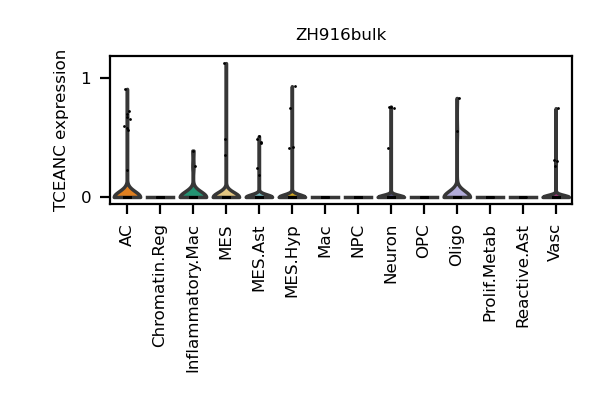 ZH916bulk
TCEANC expression
1
0
AC
Chromatin.Reg
Inflammatory.Mac
MES
MES.Ast
MES.Hyp
Mac
NPC
Neuron
OPC
Oligo
Prolif.Metab
Reactive.Ast
Vasc